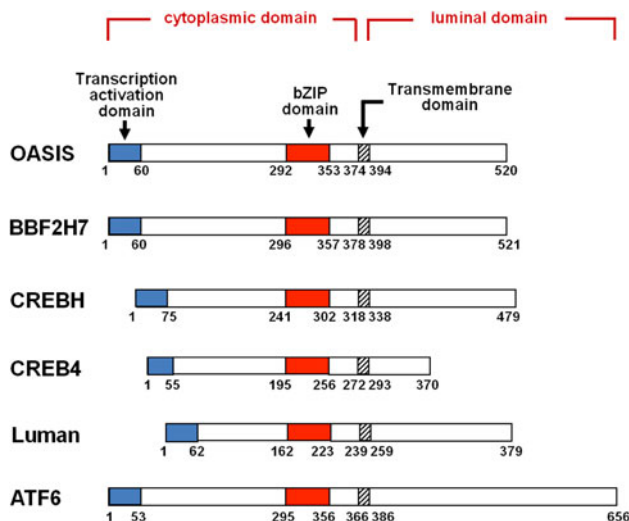 cytoplasmic domain luminal domain
Transcription
activation
domain
bZIP
domain
Transmembrane
domain
OASIS
1 60 292 353 374 394 520
BBF2H7
1 60 296 357 378 398 521
CREBH
1 75 241 302 318 338 479
CREB4
1 55 195 256 272 293 370
Luman
1 62 162 223 239 259 379
ATF6
1 53 295 356 366 386 656